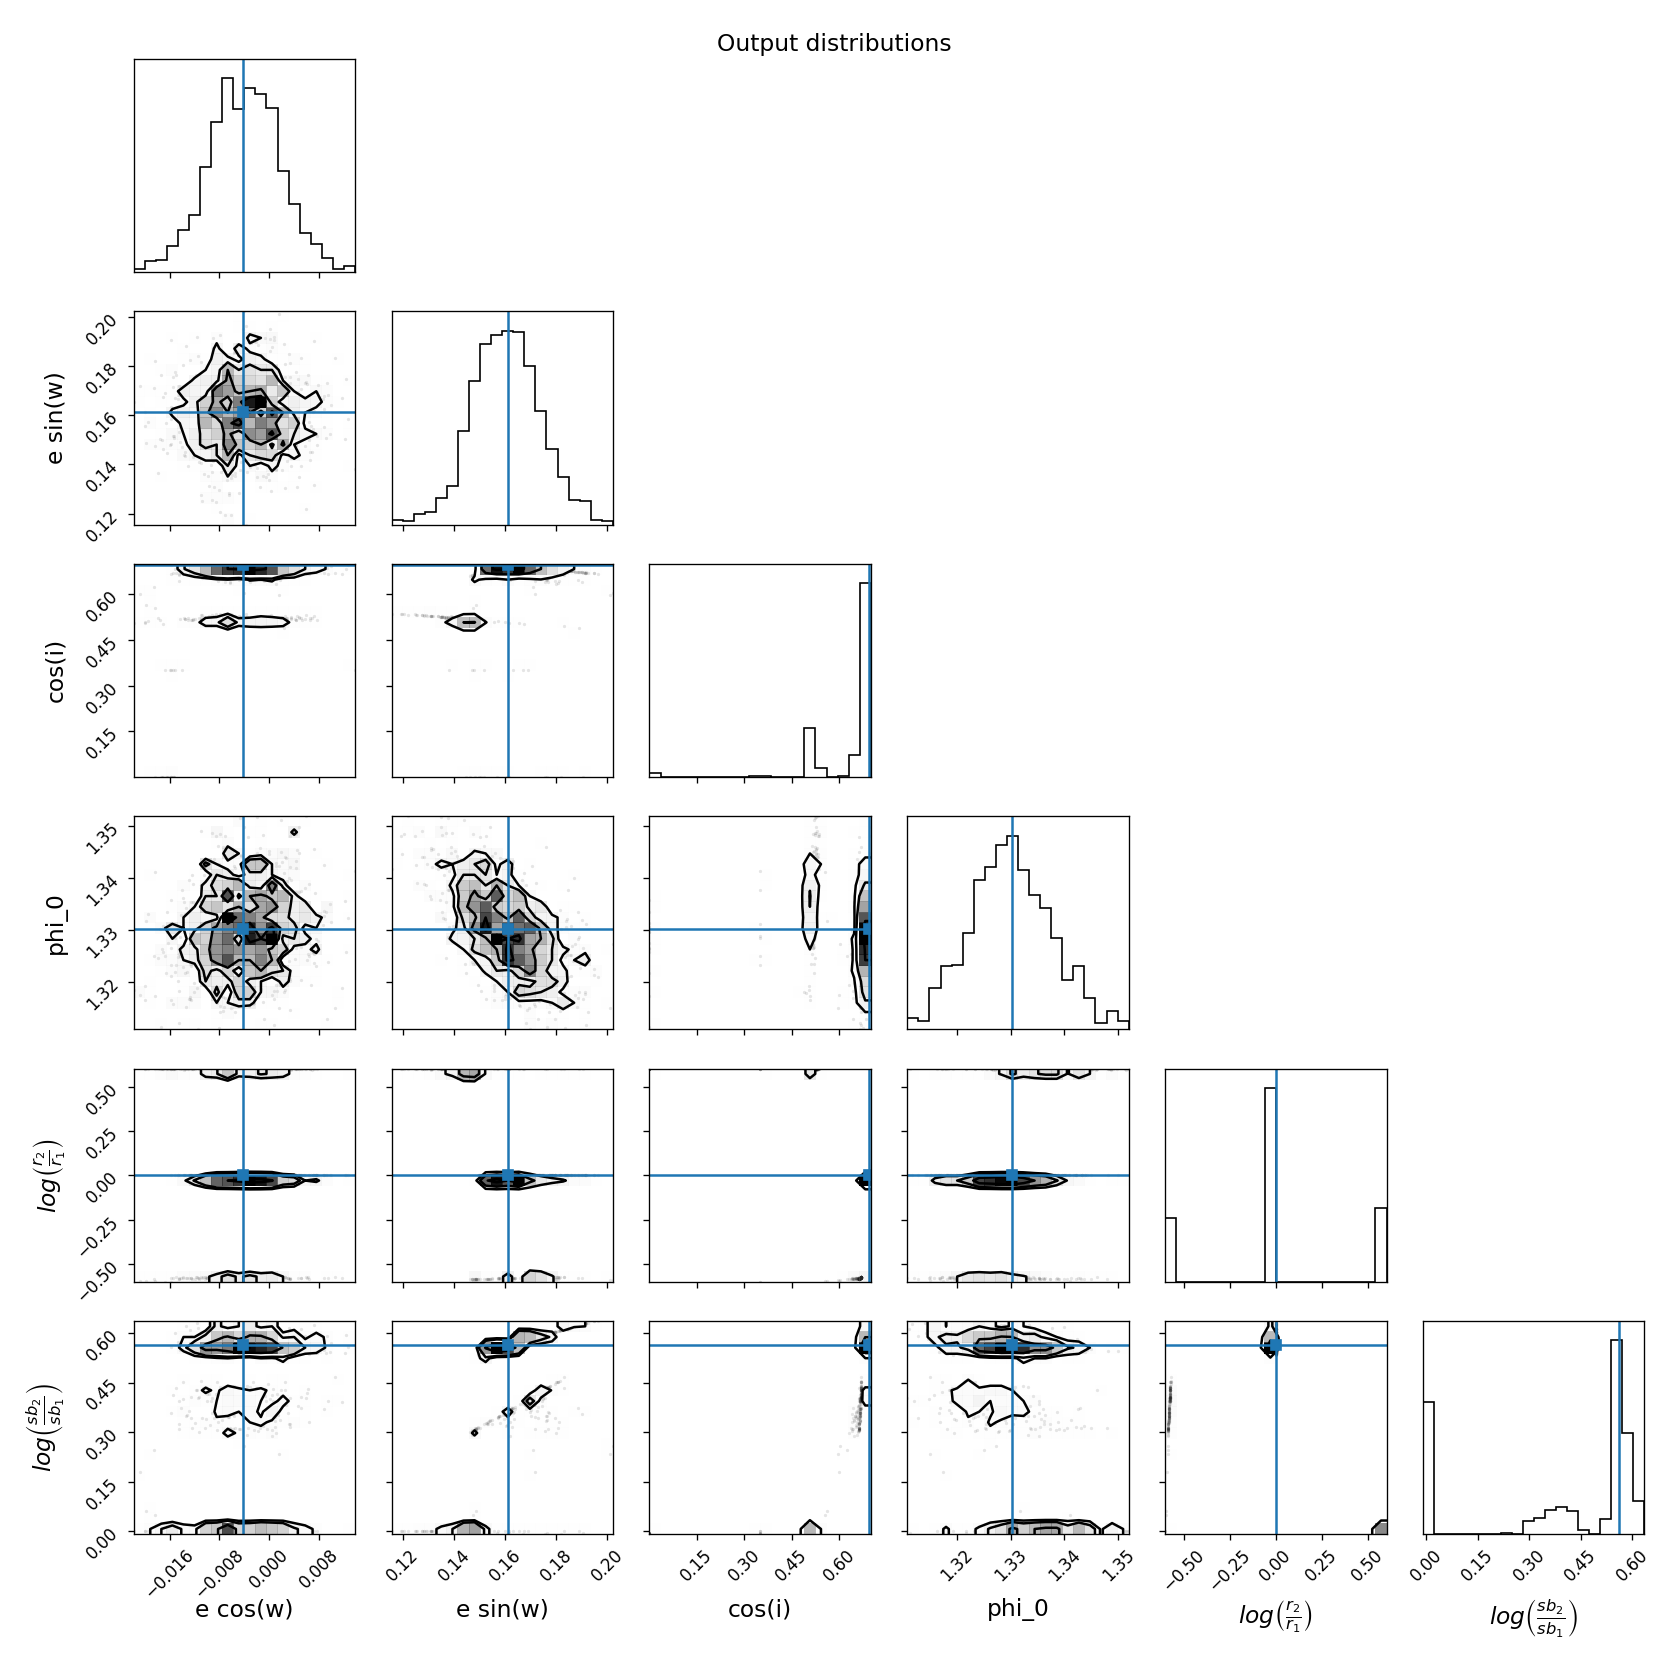 Output distributions
0.20
0.18
0.16
0.14
0.12
e sin(w)
0.60
0.45
0.30
0.15
cos(i)
1.35
1.34
1.33
1.32
phi_0
0.50
0.25
0.00
−0.25
−0.50
log(r₂/r₁)
0.60
0.45
0.30
0.15
0.00
log(sb₂/sb₁)
−0.016 −0.008 0.000 0.008 0.12 0.14 0.16 0.18 0.20 0.15 0.30 0.45 0.60 1.32 1.33 1.34 1.35 −0.50 −0.25 0.00 0.25 0.50 0.00 0.15 0.30 0.45 0.60
e cos(w) e sin(w) cos(i) phi_0 log(r₂/r₁) log(sb₂/sb₁)